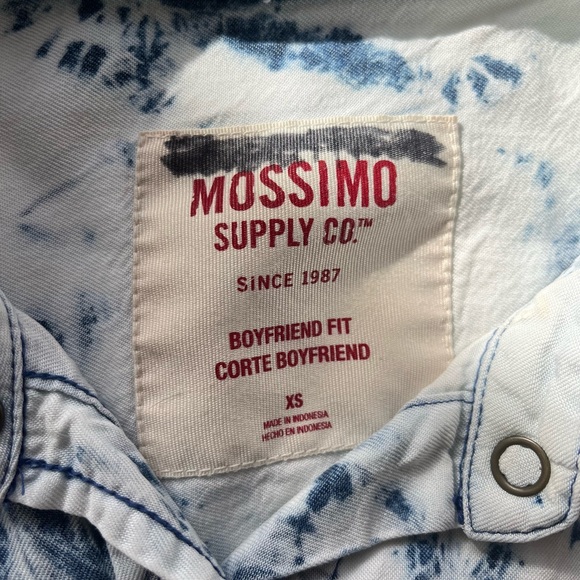 MOSSIMO
SUPPLY CO.™
SiNCE 1987
BOYFRIEND FIT
CORTE BOYFRIEND
XS
MADE IN INDONESIA
HECHO EN INDONESIA